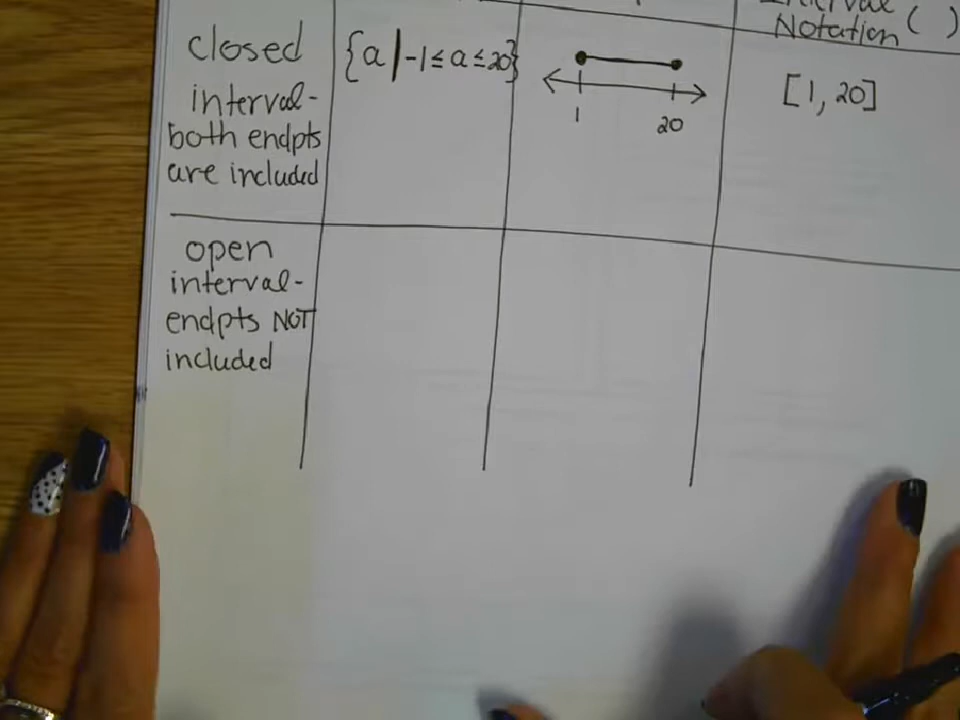 Notation ( )
closed
interval-
both endpts
are included
{a|-1≤a≤20}
1
20
[1, 20]
open
interval-
endpts NOT
included